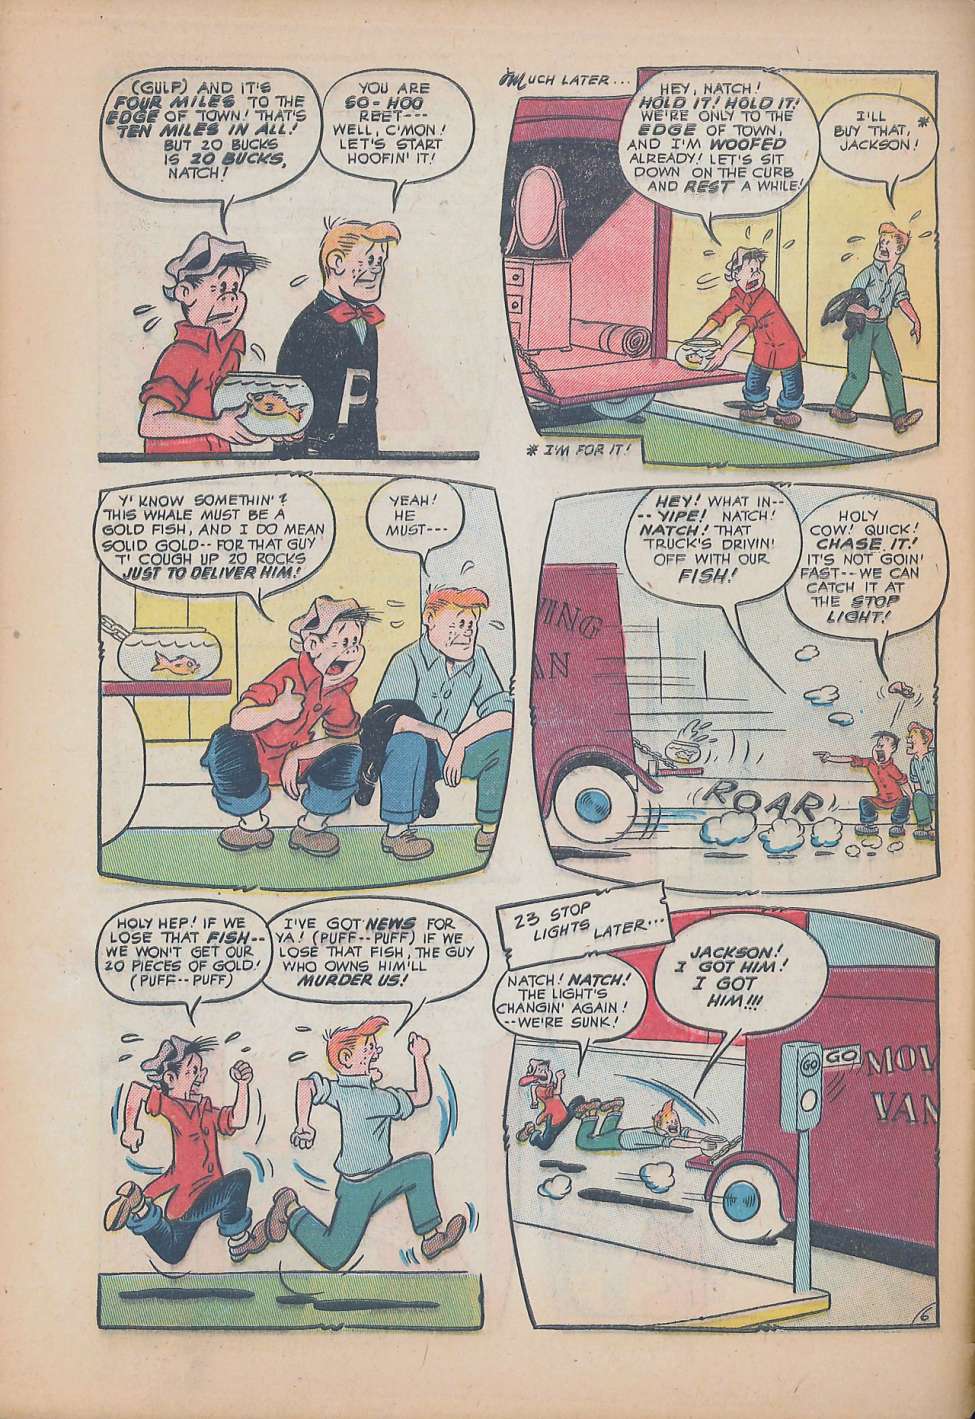 (GULP) AND IT'S
FOUR MILES TO THE
EDGE OF TOWN! THAT'S
TEN MILES IN ALL!
BUT 20 BUCKS
IS 20 BUCKS,
NATCH!
YOU ARE
SO-HOO
REET---
WELL, C'MON!
LET'S START
HOOFIN' IT!
P
MUCH LATER...
HEY, NATCH!
HOLD IT! HOLD IT!
WE'RE ONLY TO THE
EDGE OF TOWN,
AND I'M WOOFED
ALREADY! LET'S SIT
DOWN ON THE CURB
AND REST A WHILE!
I'LL *
BUY THAT,
JACKSON!
* I'M FOR IT!
Y' KNOW SOMETHIN'?
THIS WHALE MUST BE A
GOLD FISH, AND I DO MEAN
SOLID GOLD--FOR THAT GUY
T' COUGH UP 20 ROCKS
JUST TO DELIVER HIM!
YEAH!
HE
MUST---
HEY! WHAT IN--
--YIPE! NATCH!
NATCH! THAT
TRUCK'S DRIVIN'
OFF WITH OUR
FISH!
HOLY
COW! QUICK!
CHASE IT!
IT'S NOT GOIN'
FAST--WE CAN
CATCH IT AT
THE STOP
LIGHT!
VING
AN
ROAR
HOLY HEP! IF WE
LOSE THAT FISH--
WE WON'T GET OUR
20 PIECES OF GOLD!
(PUFF--PUFF)
I'VE GOT NEWS FOR
YA! (PUFF--PUFF) IF WE
LOSE THAT FISH, THE GUY
WHO OWNS HIM'LL
MURDER US!
23 STOP
LIGHTS LATER...
NATCH! NATCH!
THE LIGHT'S
CHANGIN' AGAIN!
--WE'RE SUNK!
JACKSON!
I GOT HIM!
I GOT
HIM!!!
GO
GO
MOV
VAN
6